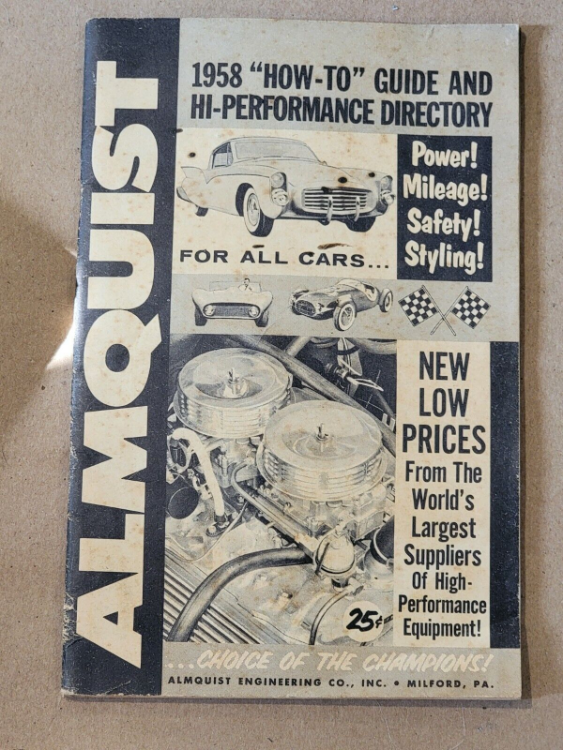 ALMQUIST
1958 "HOW-TO" GUIDE AND
HI-PERFORMANCE DIRECTORY
Power!
Mileage!
Safety!
Styling!
FOR ALL CARS...
NEW
LOW
PRICES
From The
World's
Largest
Suppliers
Of High-
Performance
Equipment!
25¢
...CHOICE OF THE CHAMPIONS!
ALMQUIST ENGINEERING CO., INC. • MILFORD, PA.